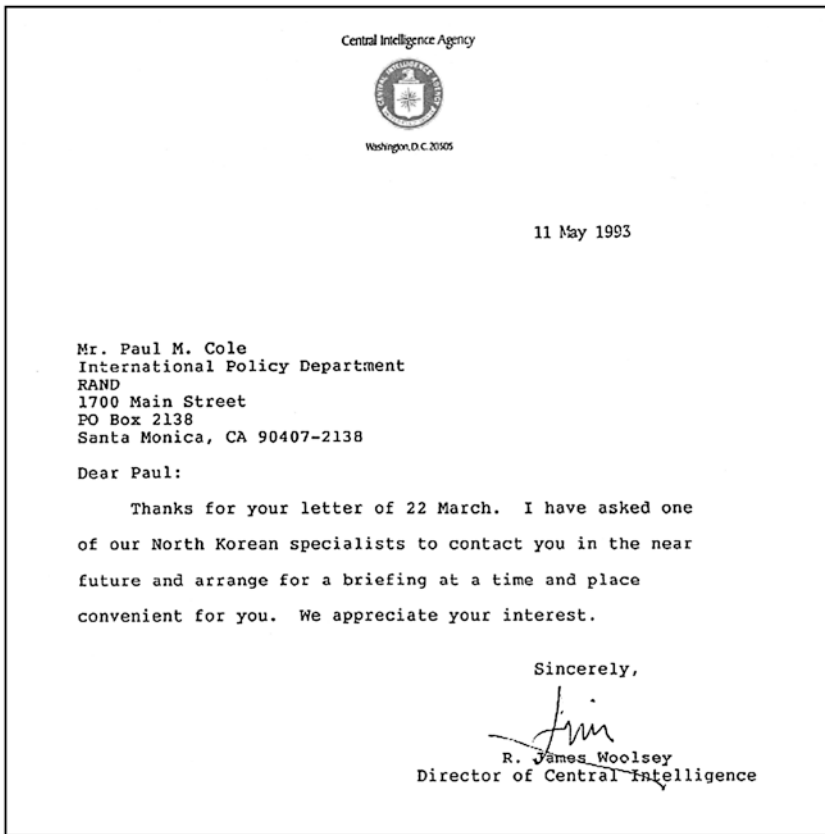 Central Intelligence Agency
CENTRAL INTELLIGENCE AGENCY
Washington, D.C. 20505
11 May 1993
Mr. Paul M. Cole
International Policy Department
RAND
1700 Main Street
PO Box 2138
Santa Monica, CA 90407-2138
Dear Paul:
Thanks for your letter of 22 March. I have asked one
of our North Korean specialists to contact you in the near
future and arrange for a briefing at a time and place
convenient for you. We appreciate your interest.
Sincerely,
Jim
R. James Woolsey
Director of Central Intelligence